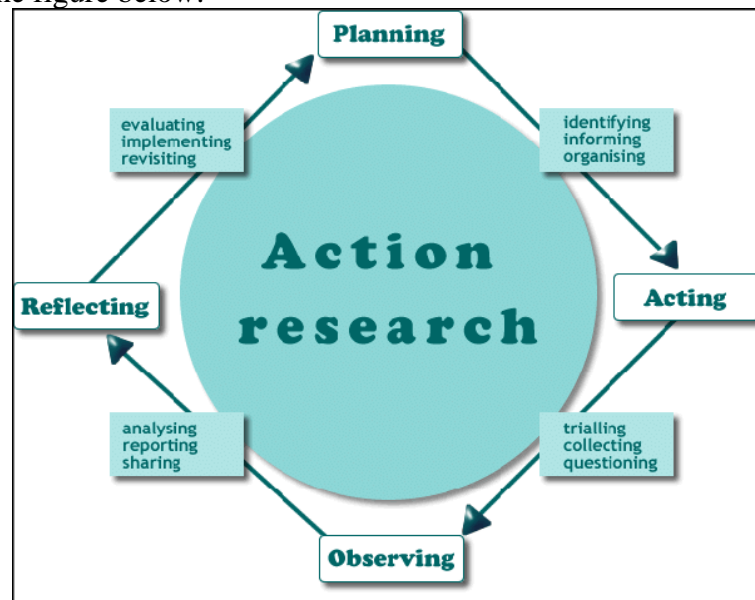 ne figure below.
Planning
evaluating
implementing
revisiting
identifying
informing
organising
Action
research
Reflecting
Acting
analysing
reporting
sharing
trialling
collecting
questioning
Observing